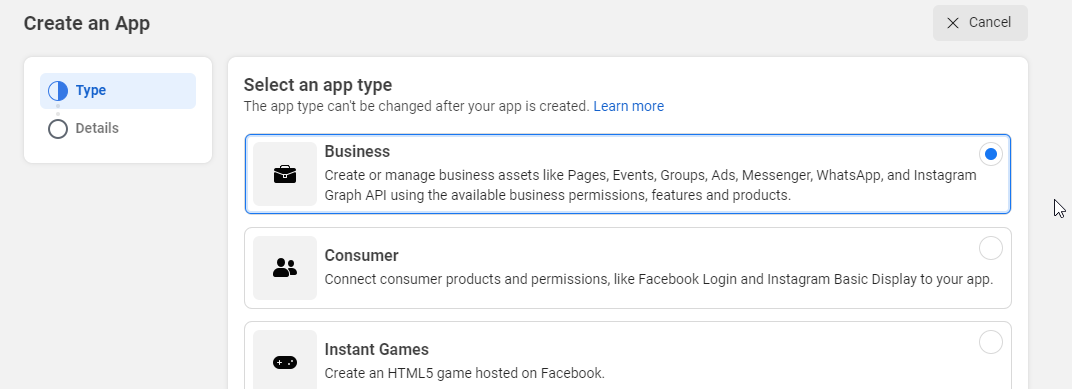 Create an App
Cancel
Type
Details
Select an app type
The app type can't be changed after your app is created. Learn more
Business
Create or manage business assets like Pages, Events, Groups, Ads, Messenger, WhatsApp, and Instagram
Graph API using the available business permissions, features and products.
Consumer
Connect consumer products and permissions, like Facebook Login and Instagram Basic Display to your app.
Instant Games
Create an HTML5 game hosted on Facebook.